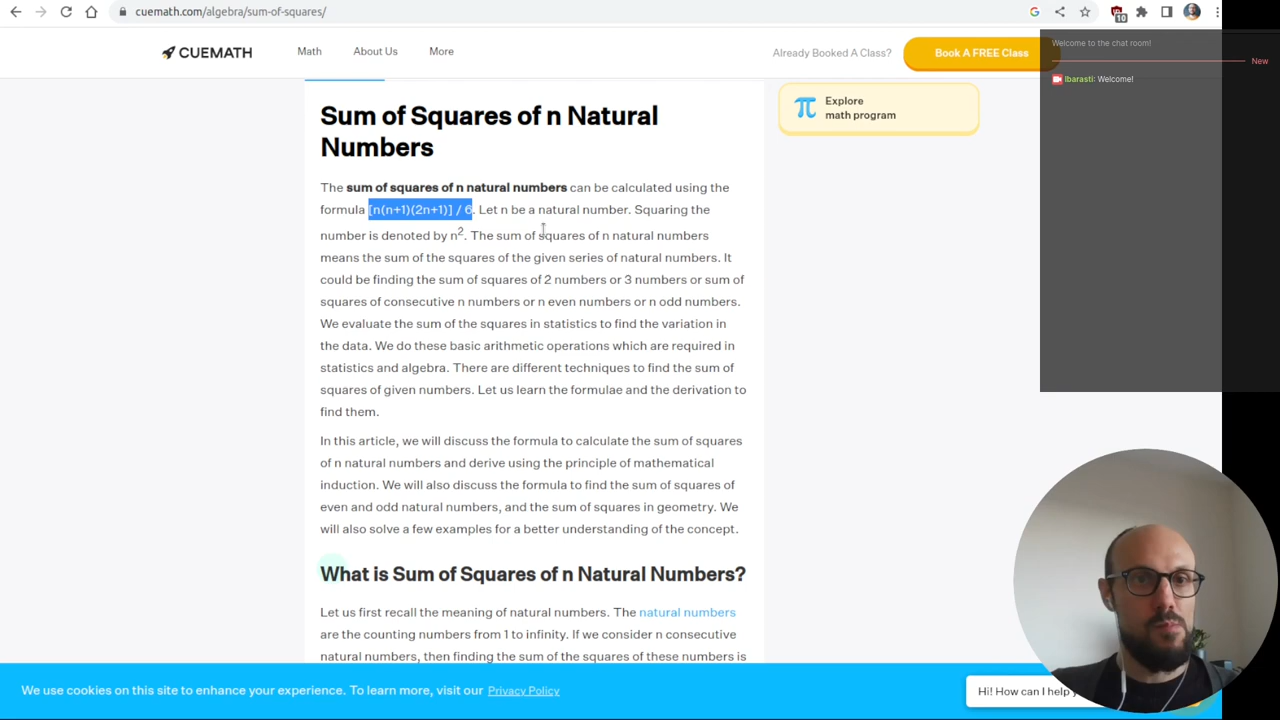 cuemath.com/algebra/sum-of-squares/
10
CUEMATH
Math
About Us
More
Already Booked A Class?
Book A FREE Class
Welcome to the chat room!
New
lbarasti: Welcome!
Explore
math program
Sum of Squares of n Natural
Numbers
The sum of squares of n natural numbers can be calculated using the
formula [n(n+1)(2n+1)] / 6. Let n be a natural number. Squaring the
number is denoted by n². The sum of squares of n natural numbers
means the sum of the squares of the given series of natural numbers. It
could be finding the sum of squares of 2 numbers or 3 numbers or sum of
squares of consecutive n numbers or n even numbers or n odd numbers.
We evaluate the sum of the squares in statistics to find the variation in
the data. We do these basic arithmetic operations which are required in
statistics and algebra. There are different techniques to find the sum of
squares of given numbers. Let us learn the formulae and the derivation to
find them.
In this article, we will discuss the formula to calculate the sum of squares
of n natural numbers and derive using the principle of mathematical
induction. We will also discuss the formula to find the sum of squares of
even and odd natural numbers, and the sum of squares in geometry. We
will also solve a few examples for a better understanding of the concept.
What is Sum of Squares of n Natural Numbers?
Let us first recall the meaning of natural numbers. The natural numbers
are the counting numbers from 1 to infinity. If we consider n consecutive
natural numbers, then finding the sum of the squares of these numbers is
We use cookies on this site to enhance your experience. To learn more, visit our Privacy Policy
Hi! How can I help